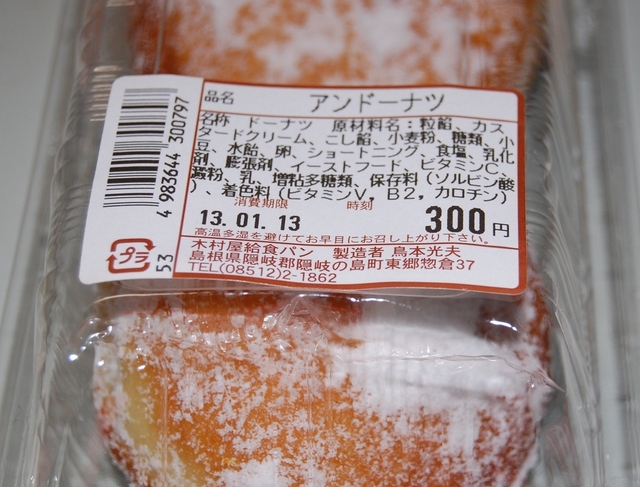 品名 アンドーナツ
名称 ドーナツ 原材料名:粒餡、カス
タードクリーム、こし餡、小麦粉、糖類、小
豆、水飴、卵、ショートニング、食塩、乳化
剤、膨張剤、イーストフード、ビタミンC、
澱粉、乳、増粘多糖類、保存料(ソルビン酸
)、着色料(ビタミンV,B2,カロチン)
消費期限 時刻
13.01.13 300円
高温多湿を避けてお早目にお召し上がり下さい。
木村屋給食パン 製造者 鳥本光夫
島根県隠岐郡隠岐の島町東郷惣倉37
TEL(08512)2-1862
4 983644 300797
プラ
53